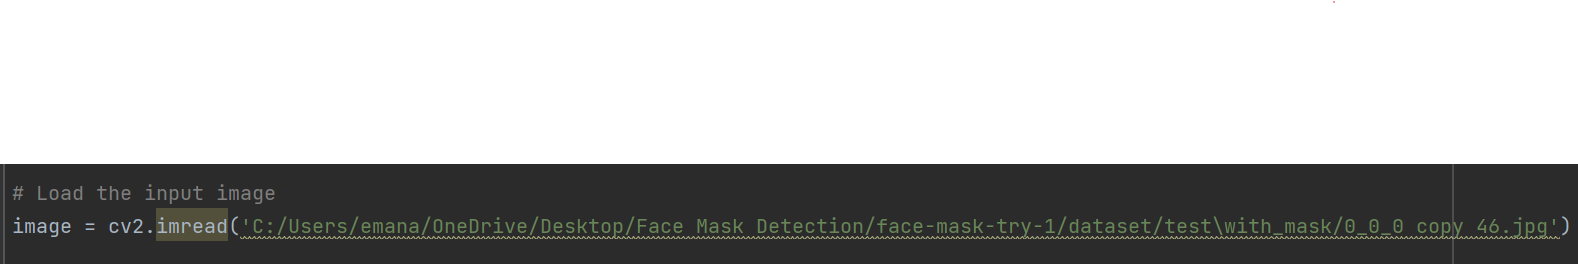 # Load the input image
image = cv2.imread('C:/Users/emana/OneDrive/Desktop/Face Mask Detection/face-mask-try-1/dataset/test\with_mask/0_0_0 copy 46.jpg')